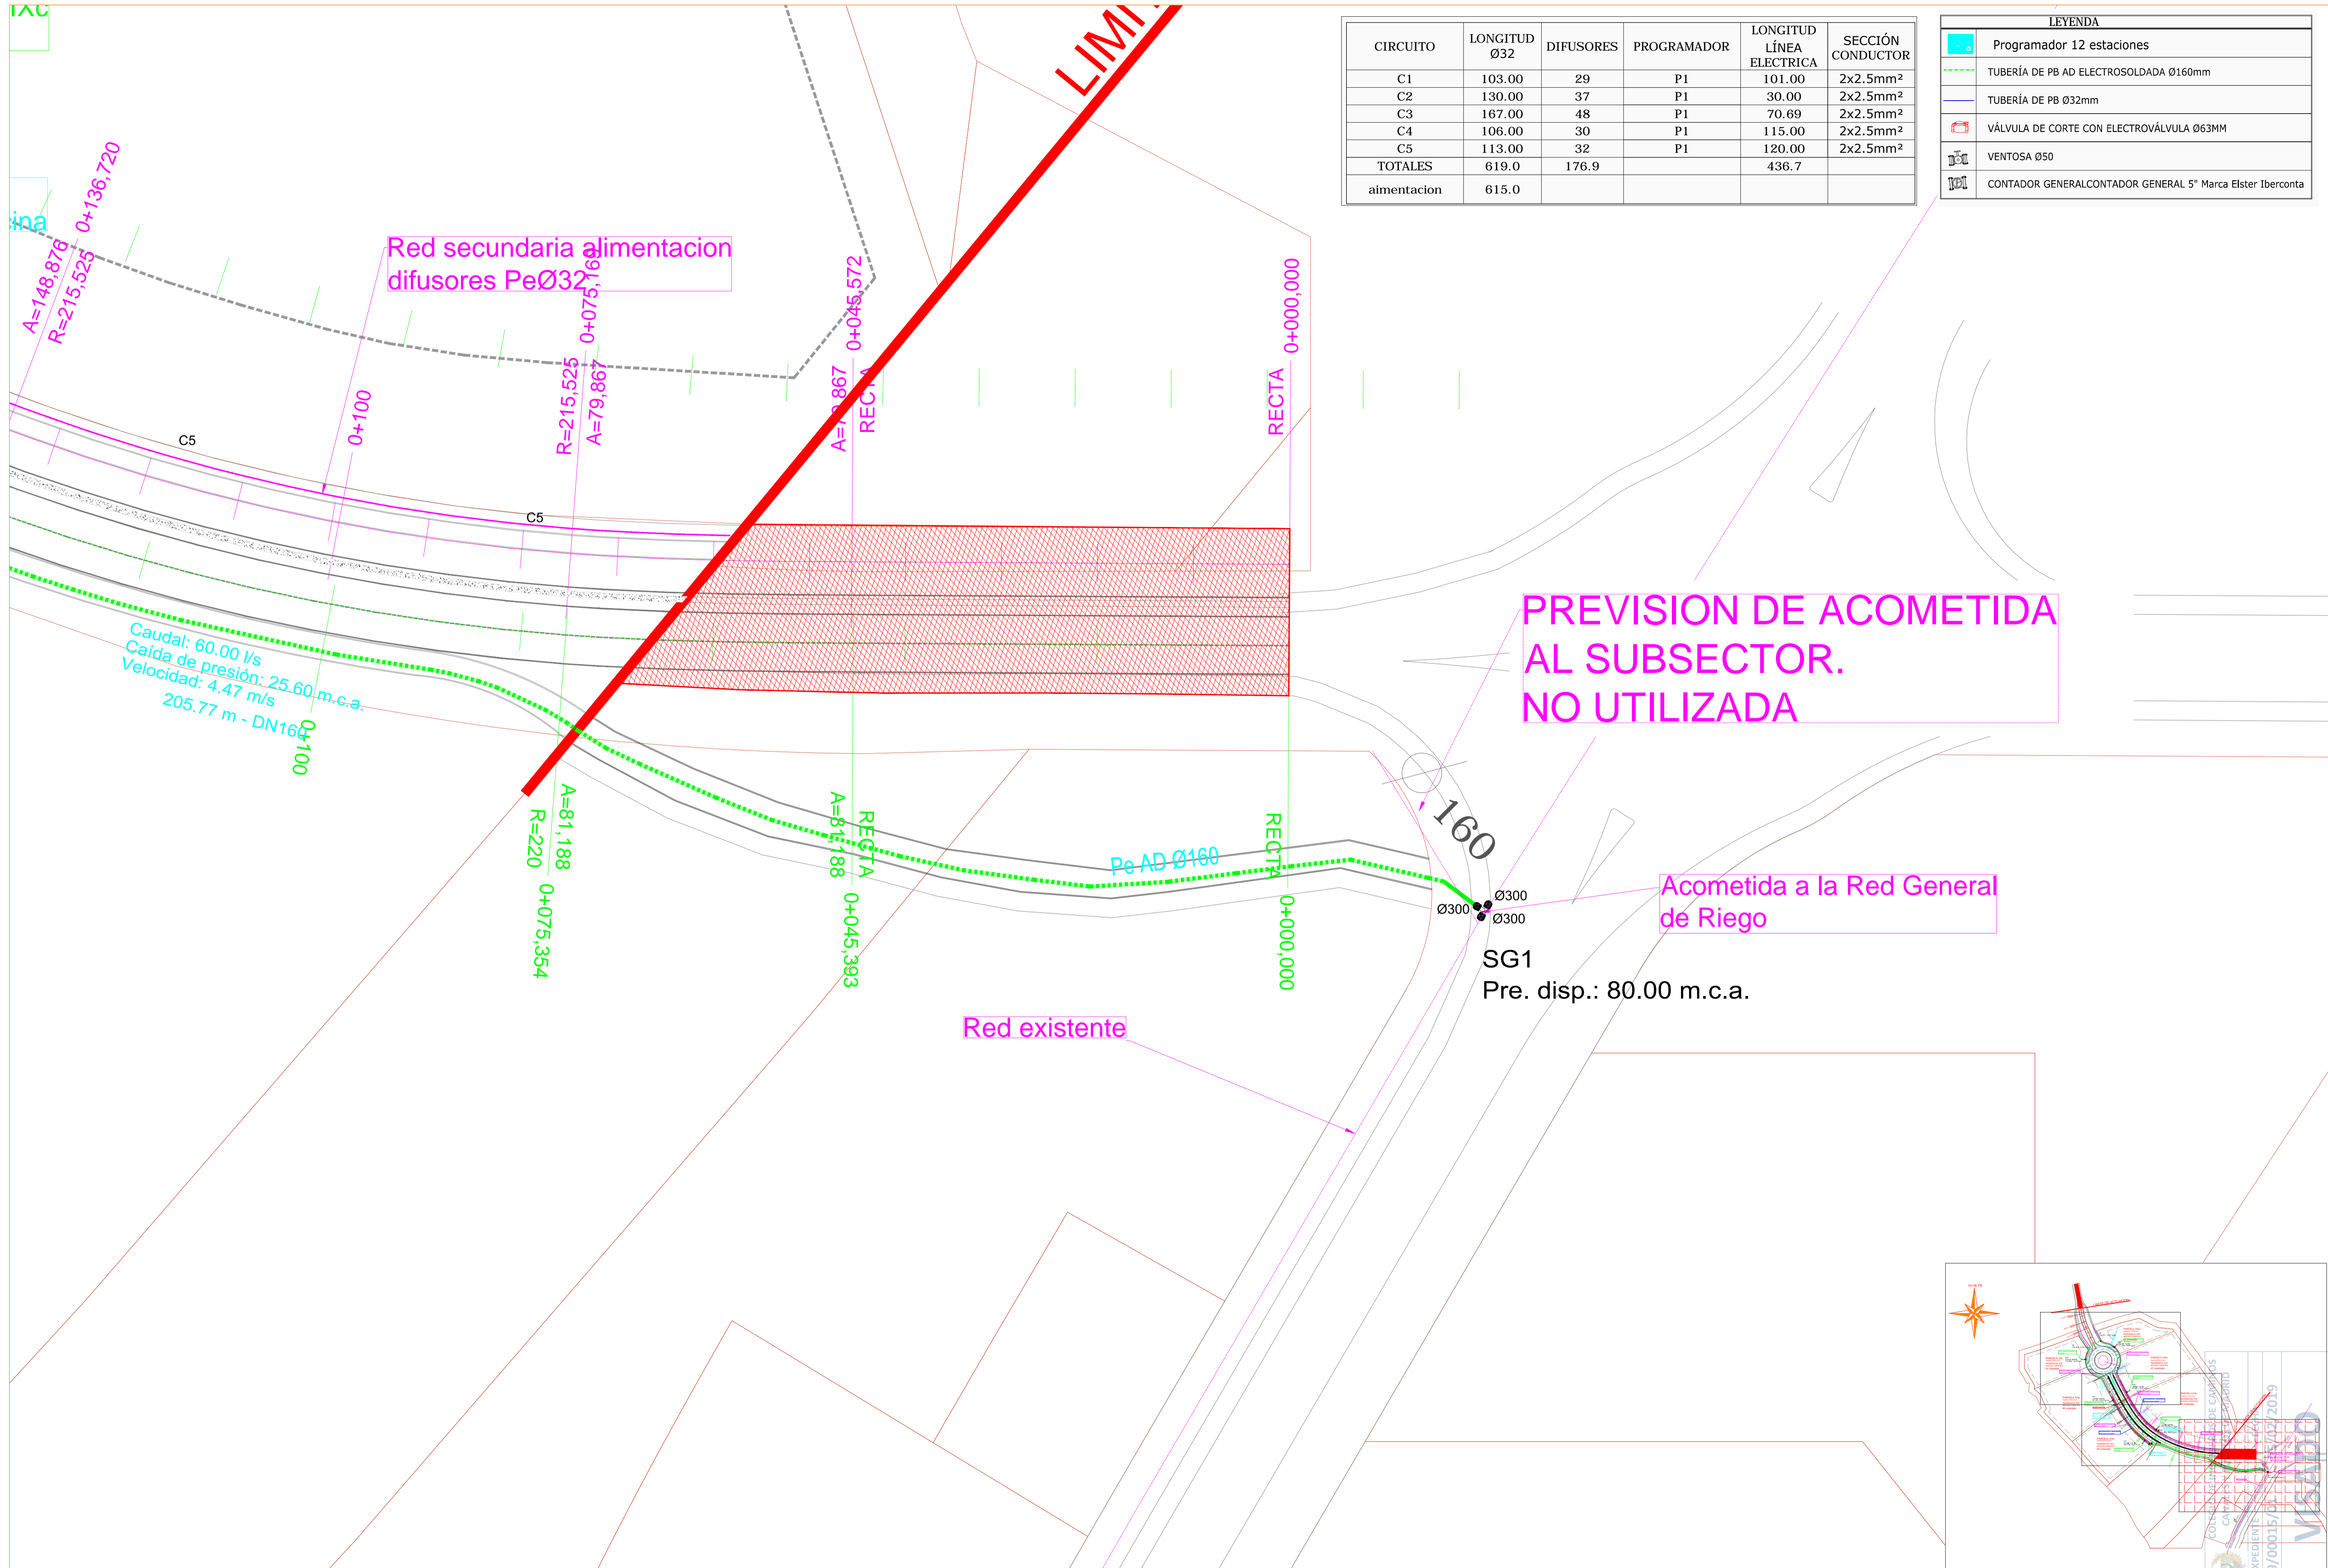 CIRCUITO LONGITUD Ø32 DIFUSORES PROGRAMADOR LONGITUD LÍNEA ELECTRICA SECCIÓN CONDUCTOR
C1 103.00 29 P1 101.00 2x2.5mm²
C2 130.00 37 P1 30.00 2x2.5mm²
C3 167.00 48 P1 70.69 2x2.5mm²
C4 106.00 30 P1 115.00 2x2.5mm²
C5 113.00 32 P1 120.00 2x2.5mm²
TOTALES 619.0 176.9 436.7
aimentacion 615.0
LEYENDA
Programador 12 estaciones
TUBERÍA DE PB AD ELECTROSOLDADA Ø160mm
TUBERÍA DE PB Ø32mm
VÁLVULA DE CORTE CON ELECTROVÁLVULA Ø63MM
VENTOSA Ø50
CONTADOR GENERALCONTADOR GENERAL 5" Marca Elster Iberconta
A=148,876 0+136,720
R=215,525
Red secundaria alimentacion
difusores PeØ32
0+100
R=215,525 0+075,169
A=79,867
A=79,867 0+045,572
RECTA
RECTA 0+000,000
C5
C5
Caudal: 60.00 l/s
Caída de presión: 25.60 m.c.a.
Velocidad: 4.47 m/s
205.77 m - DN160
0+100
A=81,188
R=220 0+075,354
RECTA
A=81,188 0+045,393
RECTA 0+000,000
Pe AD Ø160
160
PREVISION DE ACOMETIDA
AL SUBSECTOR.
NO UTILIZADA
Acometida a la Red General
de Riego
Ø300
Ø300
Ø300
SG1
Pre. disp.: 80.00 m.c.a.
Red existente
NORTE
VISADO